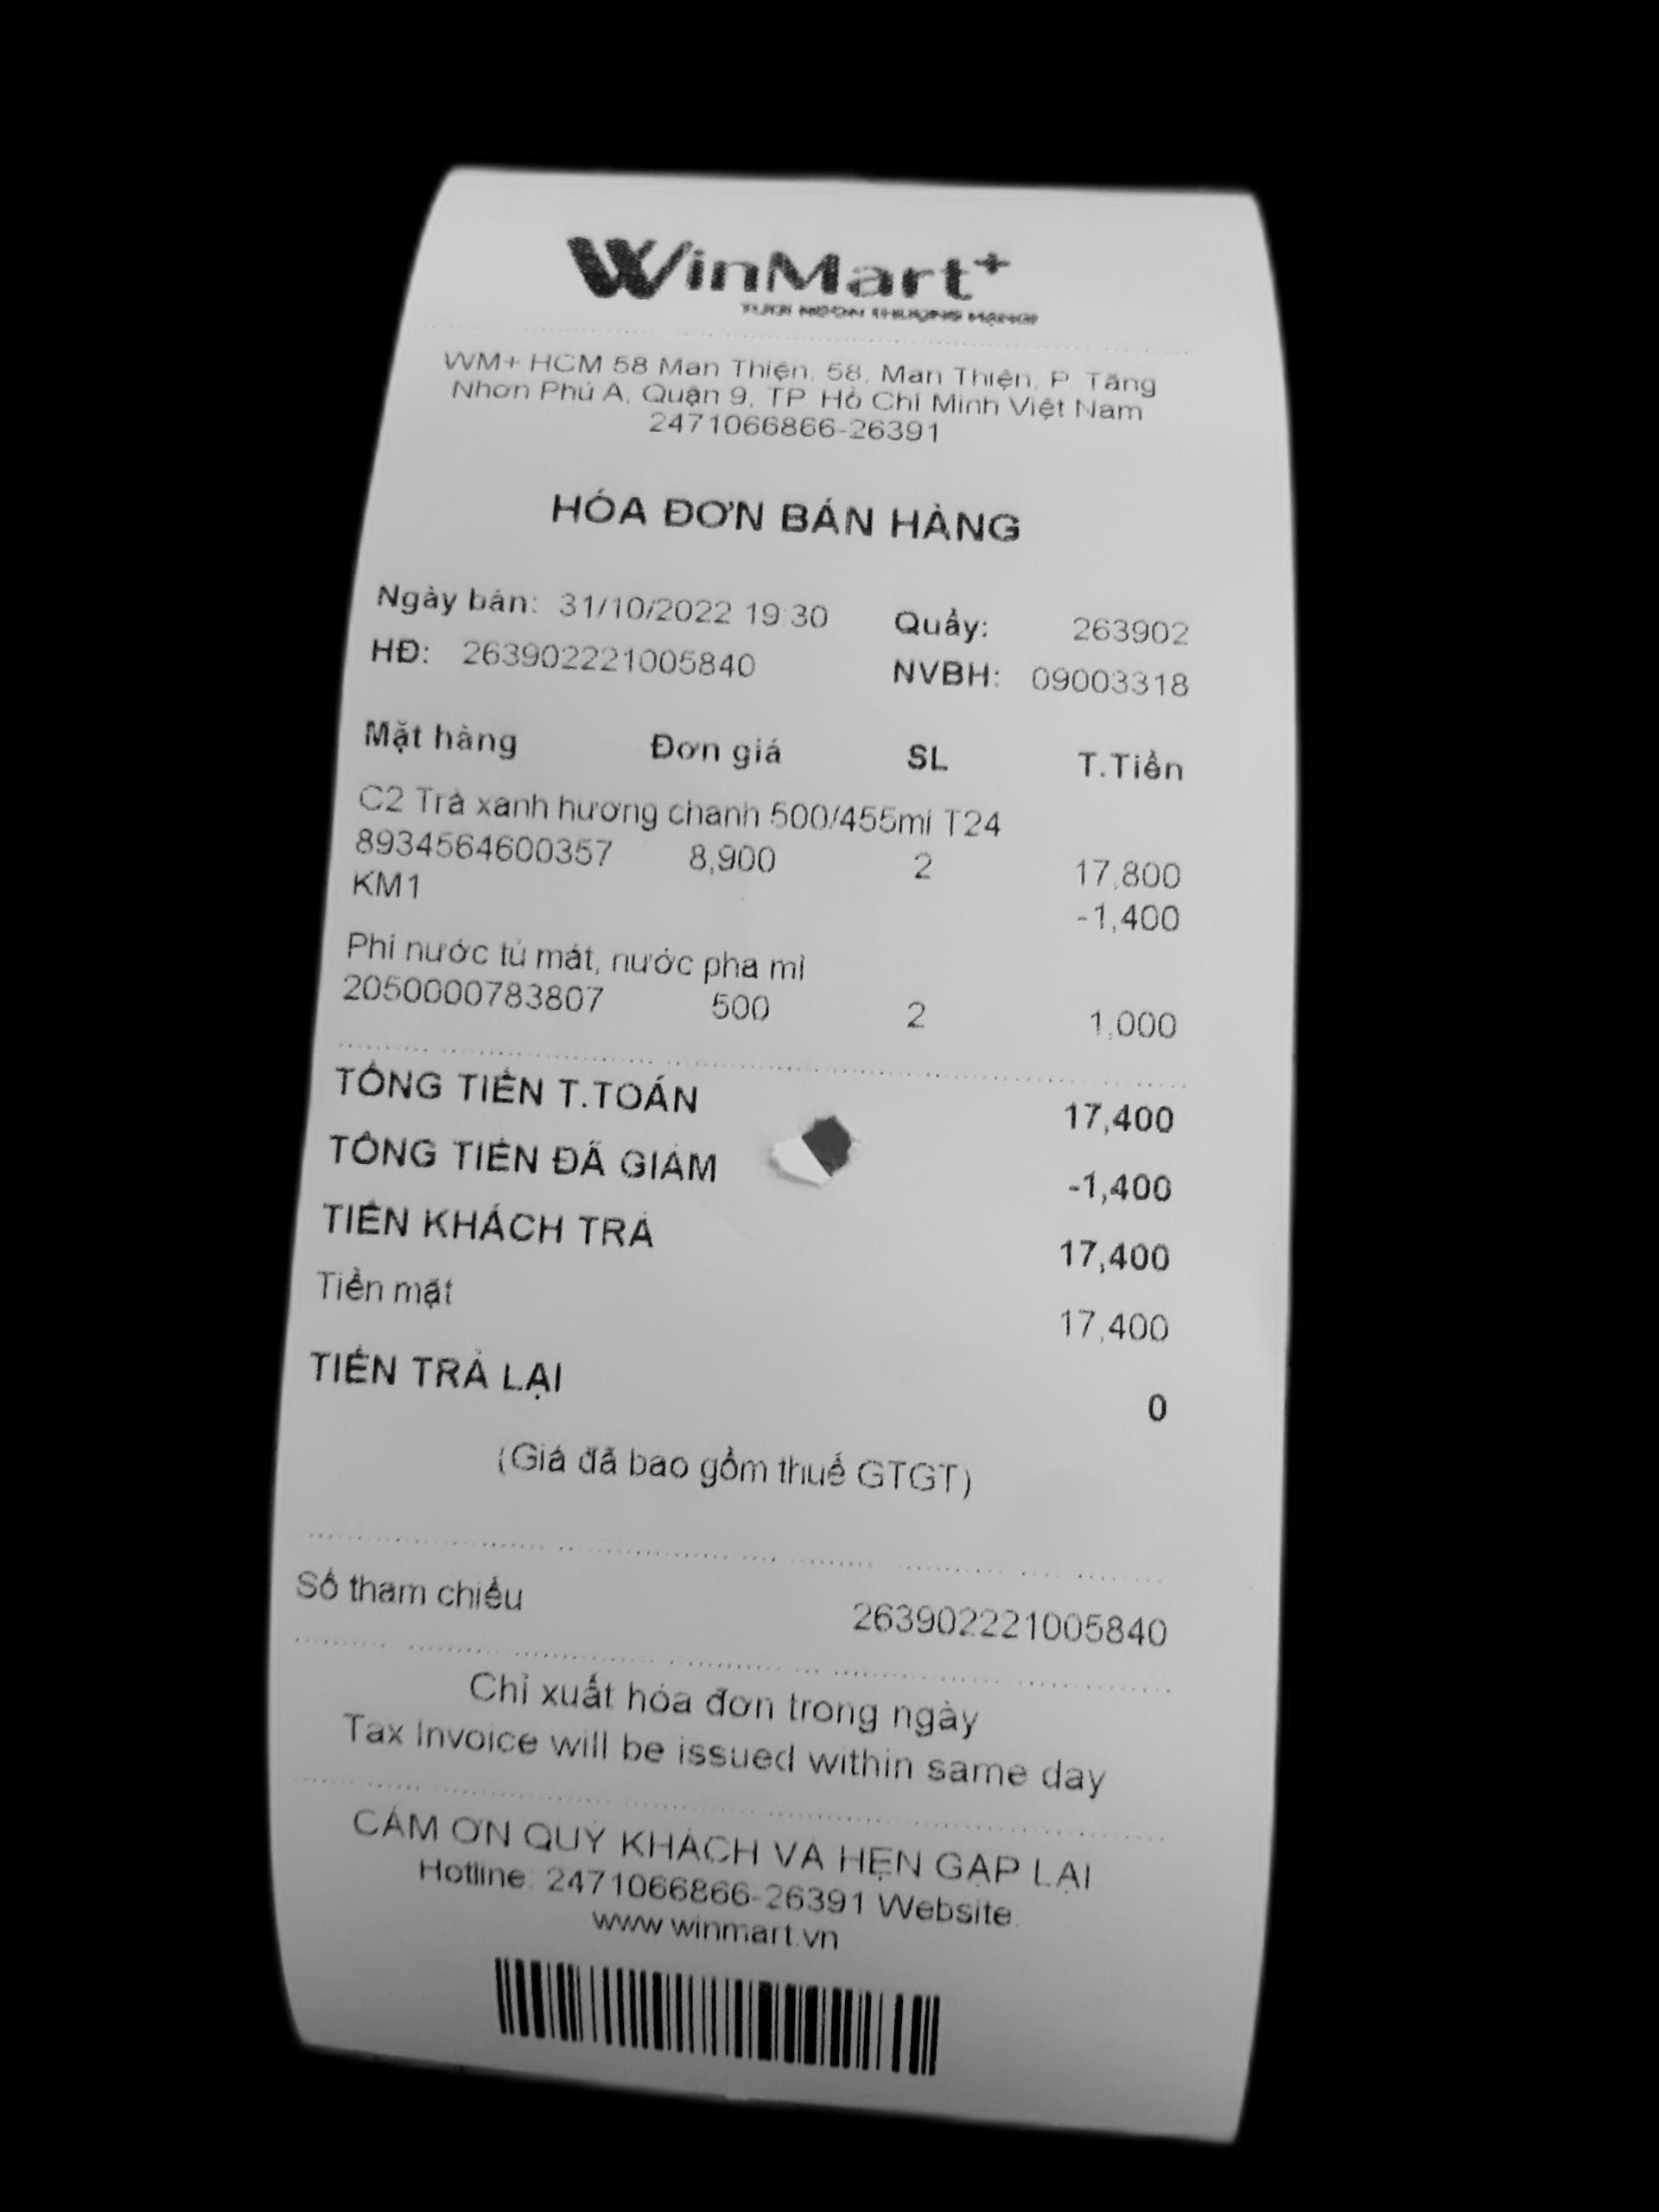 WinMart+
TƯƠI NGON THƯỢNG HẠNG!
WM+ HCM 58 Man Thiện, 58, Man Thiện, P. Tăng
Nhơn Phú A, Quận 9, TP. Hồ Chí Minh Việt Nam
2471066866-26391
HÓA ĐƠN BÁN HÀNG
Ngày bán: 31/10/2022 19:30 Quầy: 263902
HĐ: 263902221005840 NVBH: 09003318
Mặt hàng Đơn giá SL T.Tiền
C2 Trà xanh hương chanh 500/455ml T24
8934564600357 8,900 2 17,800
KM1 -1,400
Phí nước tủ mát, nước pha mì
2050000783807 500 2 1,000
TỔNG TIỀN T.TOÁN 17,400
TỔNG TIỀN ĐÃ GIẢM -1,400
TIỀN KHÁCH TRẢ 17,400
Tiền mặt 17,400
TIỀN TRẢ LẠI 0
(Giá đã bao gồm thuế GTGT)
Số tham chiếu 263902221005840
Chỉ xuất hóa đơn trong ngày
Tax Invoice will be issued within same day
CẢM ƠN QUÝ KHÁCH VÀ HẸN GẶP LẠI
Hotline: 2471066866-26391 Website:
www.winmart.vn